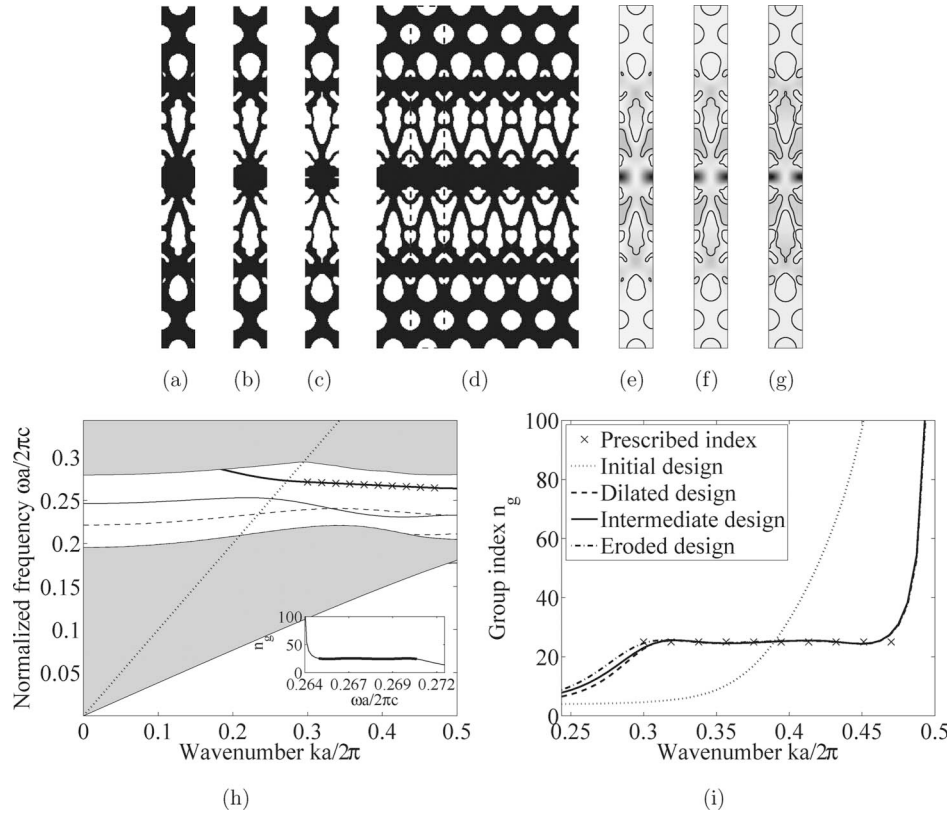 (a) (b) (c) (d) (e) (f) (g)
0.3
0.25
0.2
0.15
0.1
0.05
Normalized frequency ωa/2πc
0 0.1 0.2 0.3 0.4 0.5
Wavenumber ka/2π
100
50
0
n_g
0.264 0.267 0.269 0.272
ωa/2πc
(h)
100
80
60
40
20
0
Group index n_g
Prescribed index
Initial design
Dilated design
Intermediate design
Eroded design
0.25 0.3 0.35 0.4 0.45 0.5
Wavenumber ka/2π
(i)